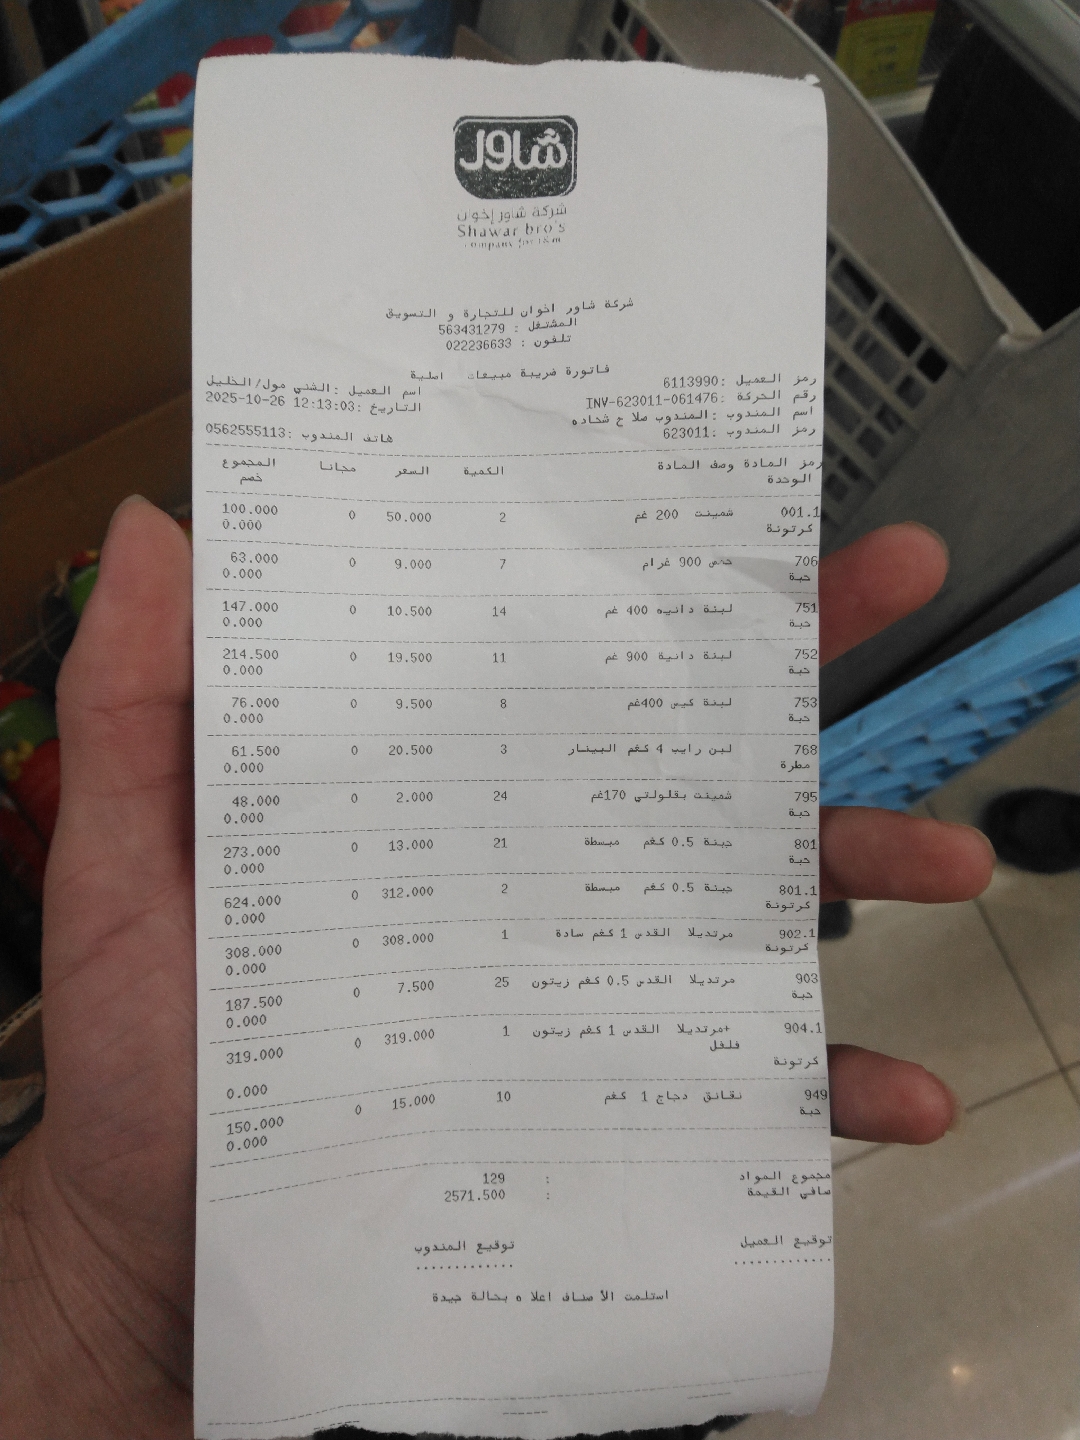 شاور
شركة شاور إخوان
Shawar bro's
company for t&m
شركة شاور اخوان للتجارة و التسويق
المشتغل : 563431279
تلفون : 022236633
فاتورة ضريبة مبيعات اصلية
رمز العميل :6113990
اسم العميل :الشني مول/الخليل
رقم الحركة :INV-623011-061476
التاريخ :2025-10-26 12:13:03
اسم المندوب :المندوب صلاح شحاده
رمز المندوب :623011
هاتف المندوب :0562555113
رمز المادة وصف المادة الكمية السعر مجانا المجموع
الوحدة خصم
001.1 شمينت 200 غم 2 50.000 0 100.000
كرتونة 0.000
706 حمص 900 غرام 7 9.000 0 63.000
حبة 0.000
751 لبنة دانيه 400 غم 14 10.500 0 147.000
حبة 0.000
752 لبنة دانية 900 غم 11 19.500 0 214.500
حبة 0.000
753 لبنة كيس 400غم 8 9.500 0 76.000
حبة 0.000
768 لبن رايب 4 كغم البينار 3 20.500 0 61.500
مطرة 0.000
795 شمينت بقلولتي 170غم 24 2.000 0 48.000
حبة 0.000
801 جبنة 0.5 كغم مبسطة 21 13.000 0 273.000
حبة 0.000
801.1 جبنة 0.5 كغم مبسطة 2 312.000 0 624.000
كرتونة 0.000
902.1 مرتديلا القدس 1 كغم سادة 1 308.000 0 308.000
كرتونة 0.000
903 مرتديلا القدس 0.5 كغم زيتون 25 7.500 0 187.500
حبة 0.000
904.1 مرتديلا القدس 1 كغم زيتون+ 1 319.000 0 319.000
فلفل
كرتونة 0.000
949 نقانق دجاج 1 كغم 10 15.000 0 150.000
حبة 0.000
مجموع المواد : 129
صافي القيمة : 2571.500
توقيع العميل توقيع المندوب
............. .............
استلمت الأصناف اعلاه بحالة جيدة